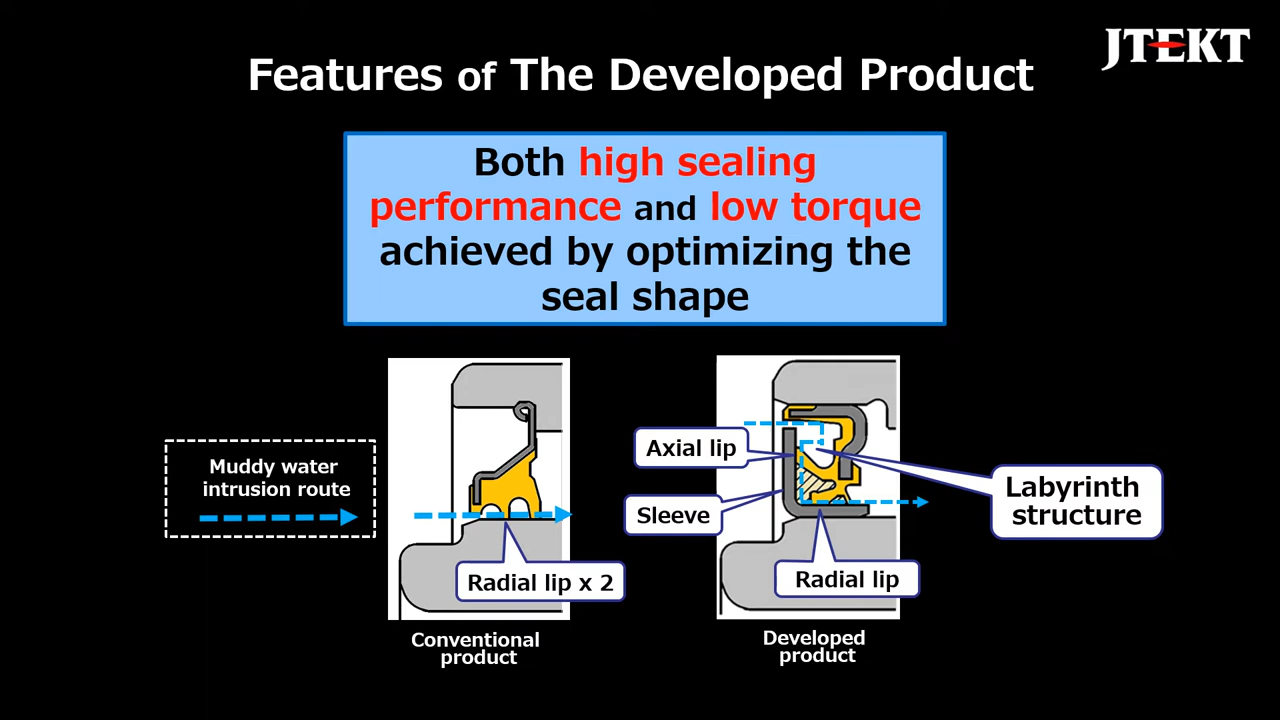 JTEKT
Features of The Developed Product
Both high sealing
performance and low torque
achieved by optimizing the
seal shape
Muddy water
intrusion route
Radial lip x 2
Conventional
product
Axial lip
Sleeve
Radial lip
Labyrinth
structure
Developed
product